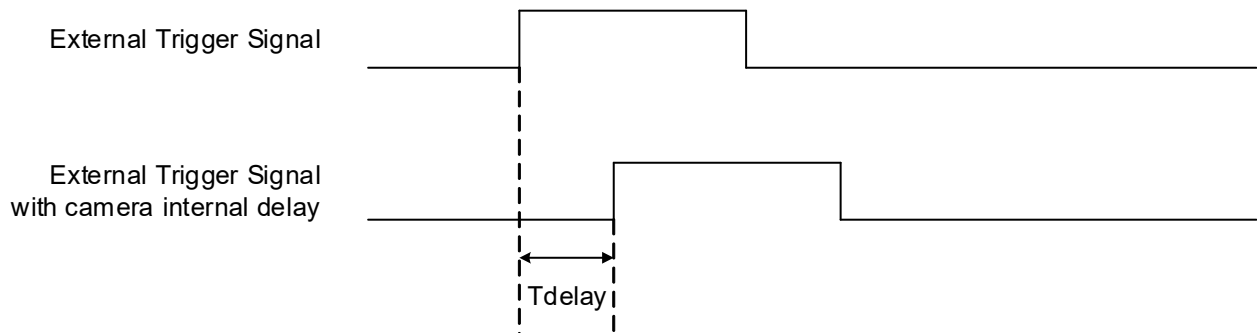 External Trigger Signal
External Trigger Signal
with camera internal delay
Tdelay